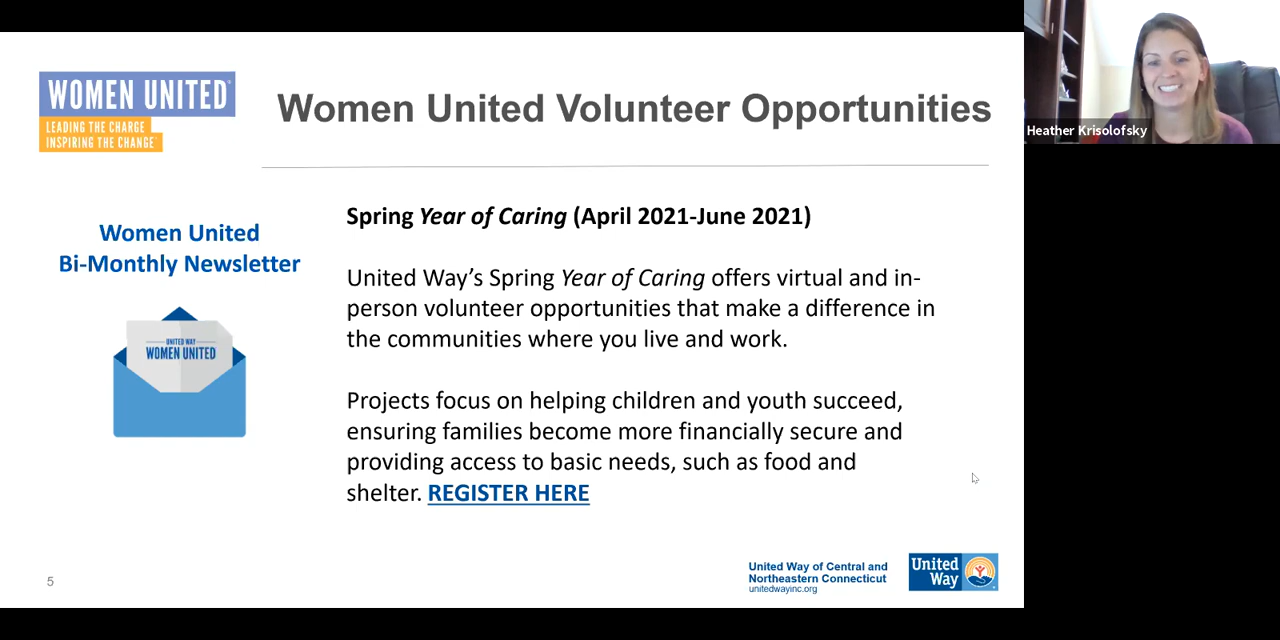 WOMEN UNITED
LEADING THE CHARGE
INSPIRING THE CHANGE
Women United Volunteer Opportunities
Heather Krisolofsky
Women United
Bi-Monthly Newsletter
UNITED WAY
WOMEN UNITED
Spring Year of Caring (April 2021-June 2021)
United Way’s Spring Year of Caring offers virtual and in-
person volunteer opportunities that make a difference in
the communities where you live and work.
Projects focus on helping children and youth succeed,
ensuring families become more financially secure and
providing access to basic needs, such as food and
shelter. REGISTER HERE
5
United Way of Central and
Northeastern Connecticut
unitedwayinc.org
United
Way